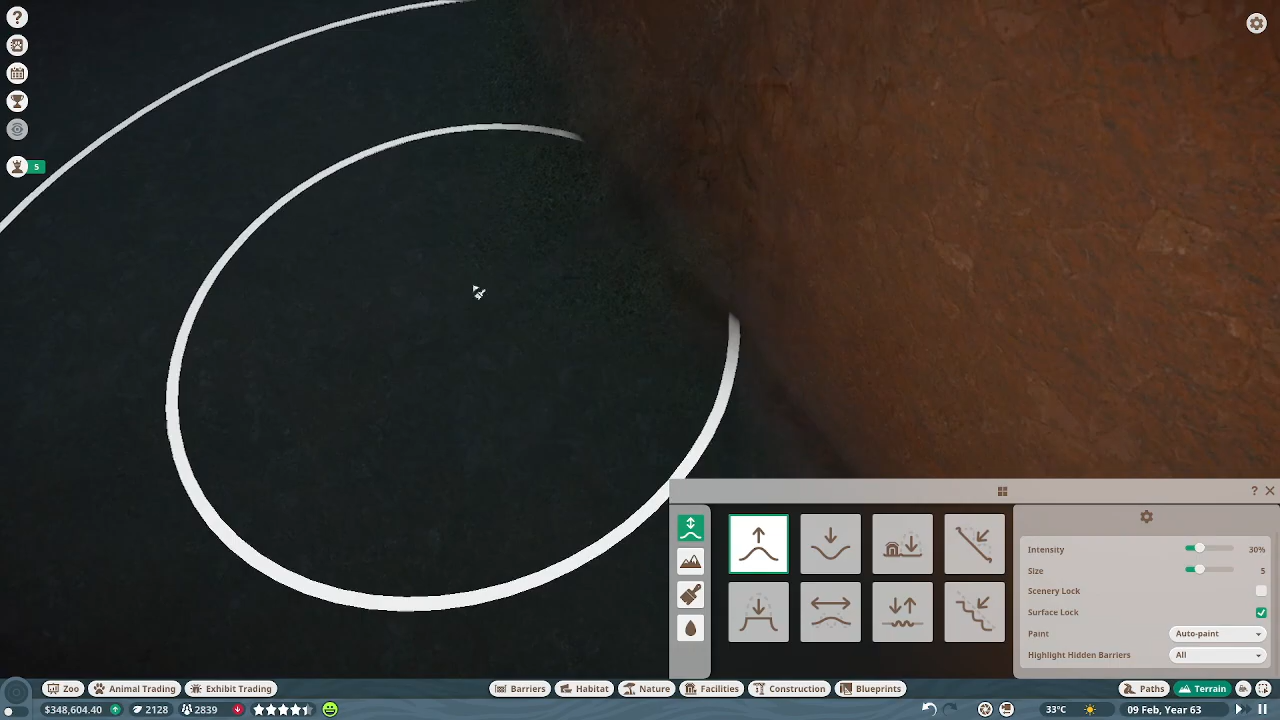 5
Intensity 30%
Size 5
Scenery Lock
Surface Lock
Paint Auto-paint
Highlight Hidden Barriers All
Zoo Animal Trading Exhibit Trading Barriers Habitat Nature Facilities Construction Blueprints Paths Terrain
$348,604.40 2128 2839 33°C 09 Feb, Year 63